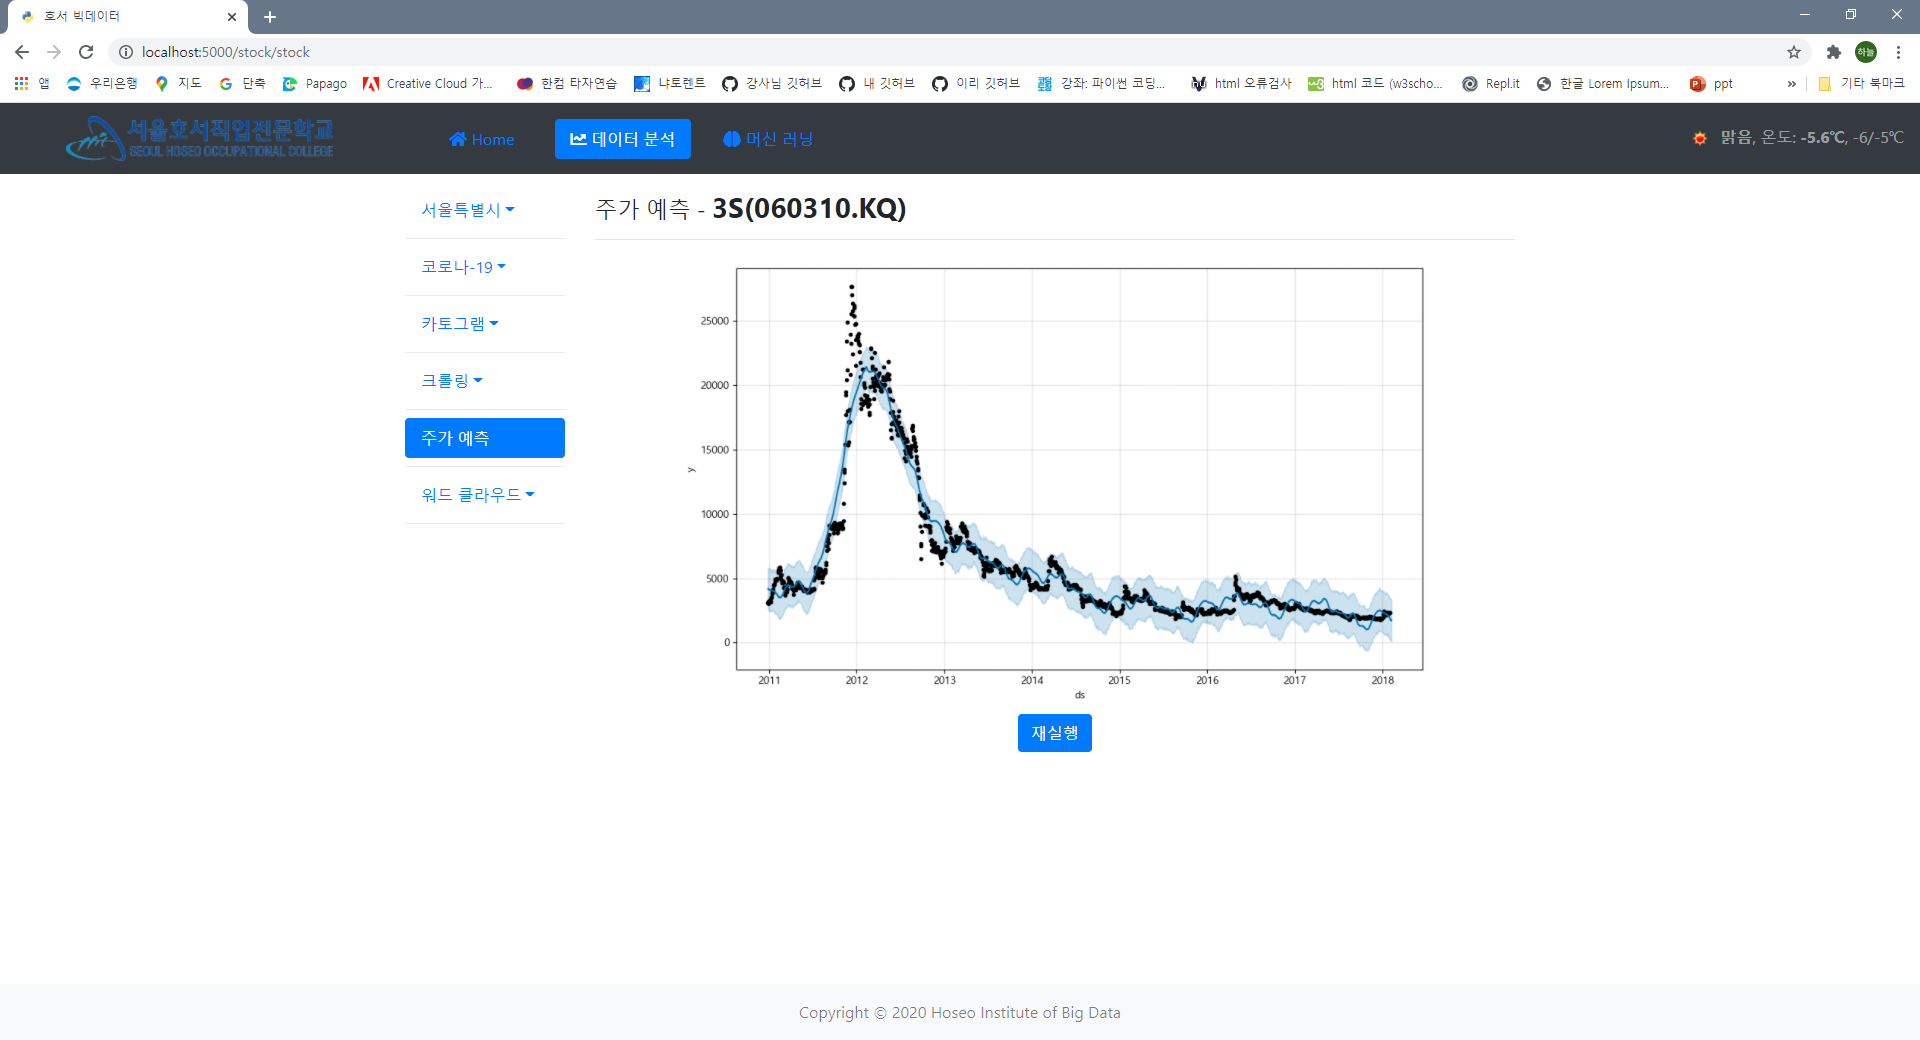 호서 빅데이터
localhost:5000/stock/stock
하늘
앱 우리은행 지도 단축 Papago Creative Cloud 가... 한컴 타자연습 냐토렌트 강사님 깃허브 내 깃허브 이리 깃허브 강좌: 파이썬 코딩... html 오류검사 html 코드 (w3scho... Repl.it 한글 Lorem Ipsum... ppt » 기타 북마크
서울호서직업전문학교
SEOUL HOSEO OCCUPATIONAL COLLEGE
Home 데이터 분석 머신 러닝 맑음, 온도: -5.6℃, -6/-5℃
서울특별시
코로나-19
카토그램
크롤링
주가 예측
워드 클라우드
주가 예측 - 3S(060310.KQ)
25000
20000
15000
10000
5000
0
y
2011 2012 2013 2014 2015 2016 2017 2018
ds
재실행
Copyright © 2020 Hoseo Institute of Big Data